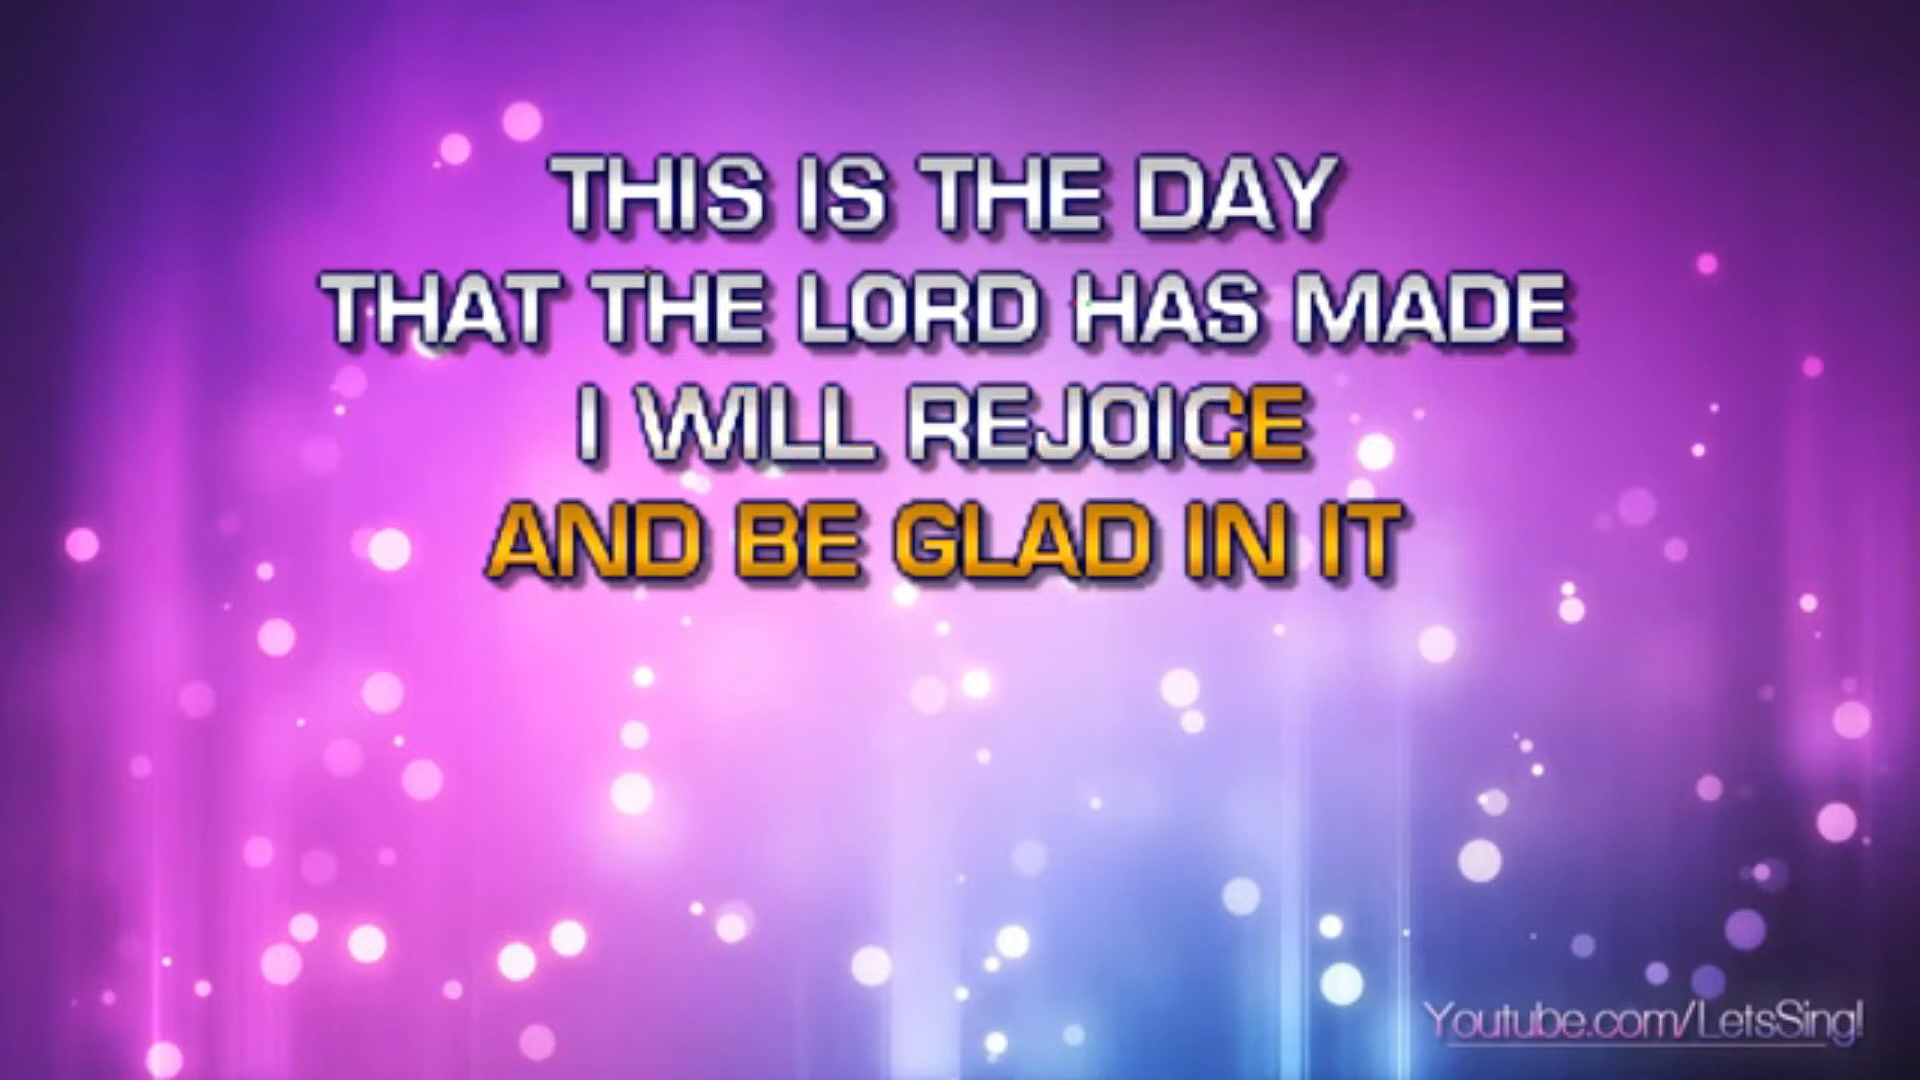 THIS IS THE DAY
THAT THE LORD HAS MADE
I WILL REJOICE
AND BE GLAD IN IT
Youtube.com/LetsSing!